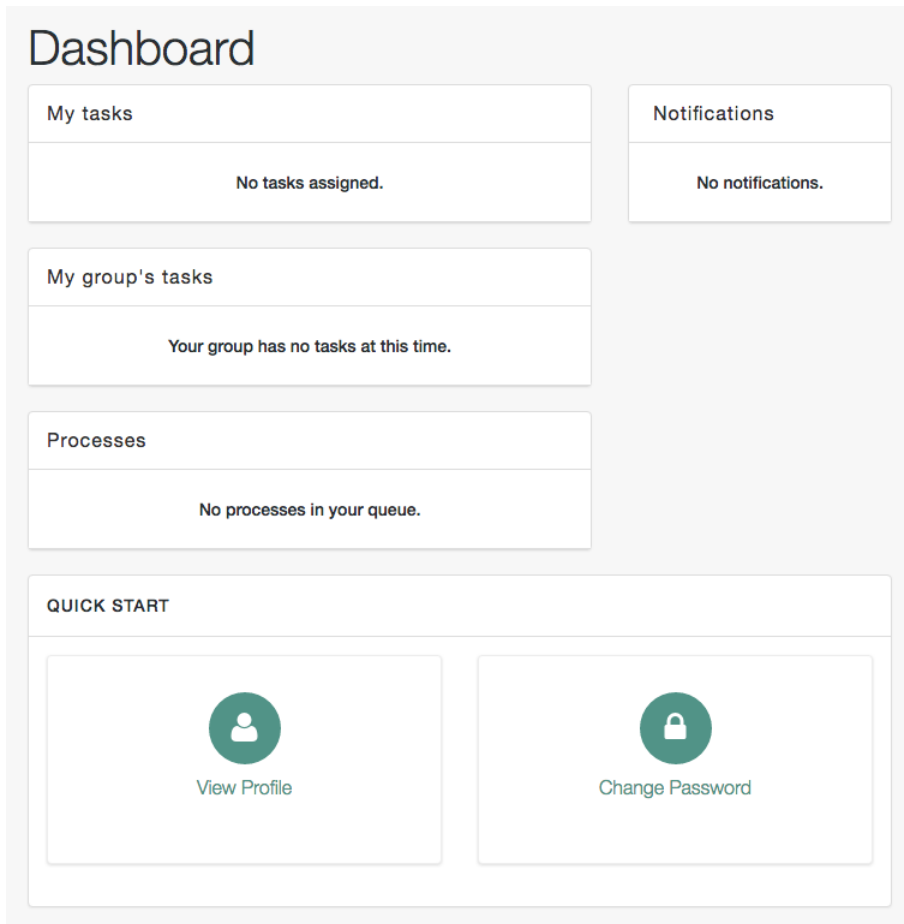 Dashboard
My tasks
No tasks assigned.
Notifications
No notifications.
My group's tasks
Your group has no tasks at this time.
Processes
No processes in your queue.
QUICK START
View Profile
Change Password